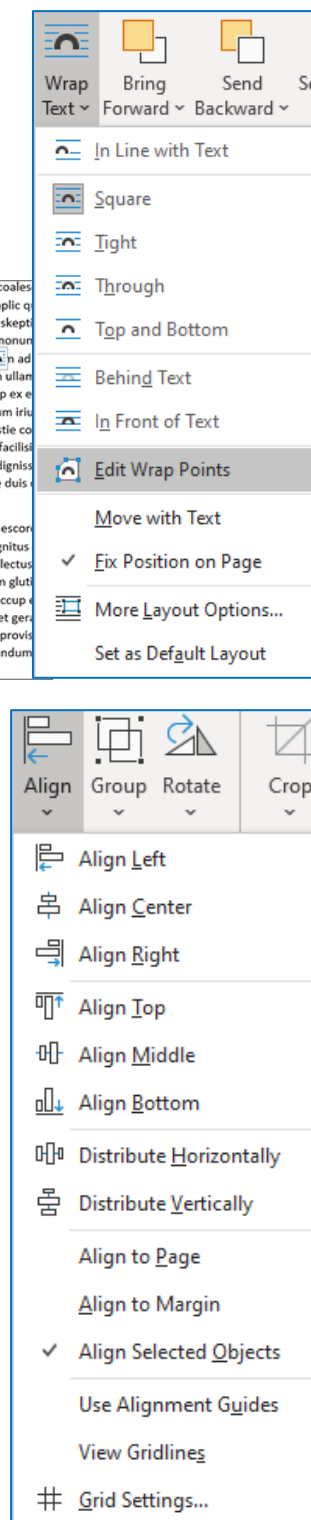 Wrap Bring Send
Text Forward Backward
In Line with Text
Square
Tight
Through
Top and Bottom
Behind Text
In Front of Text
Edit Wrap Points
Move with Text
Fix Position on Page
More Layout Options...
Set as Default Layout
Align Group Rotate Crop
Align Left
Align Center
Align Right
Align Top
Align Middle
Align Bottom
Distribute Horizontally
Distribute Vertically
Align to Page
Align to Margin
Align Selected Objects
Use Alignment Guides
View Gridlines
Grid Settings...